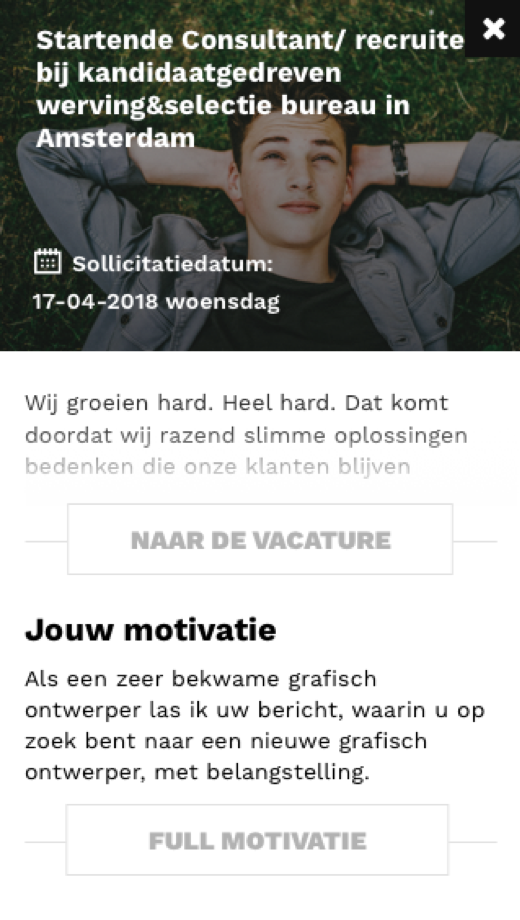 Startende Consultant/ recruite
bij kandidaatgedreven
werving&selectie bureau in
Amsterdam
Sollicitatiedatum:
17-04-2018 woensdag
Wij groeien hard. Heel hard. Dat komt
doordat wij razend slimme oplossingen
bedenken die onze klanten blijven
NAAR DE VACATURE
Jouw motivatie
Als een zeer bekwame grafisch
ontwerper las ik uw bericht, waarin u op
zoek bent naar een nieuwe grafisch
ontwerper, met belangstelling.
FULL MOTIVATIE